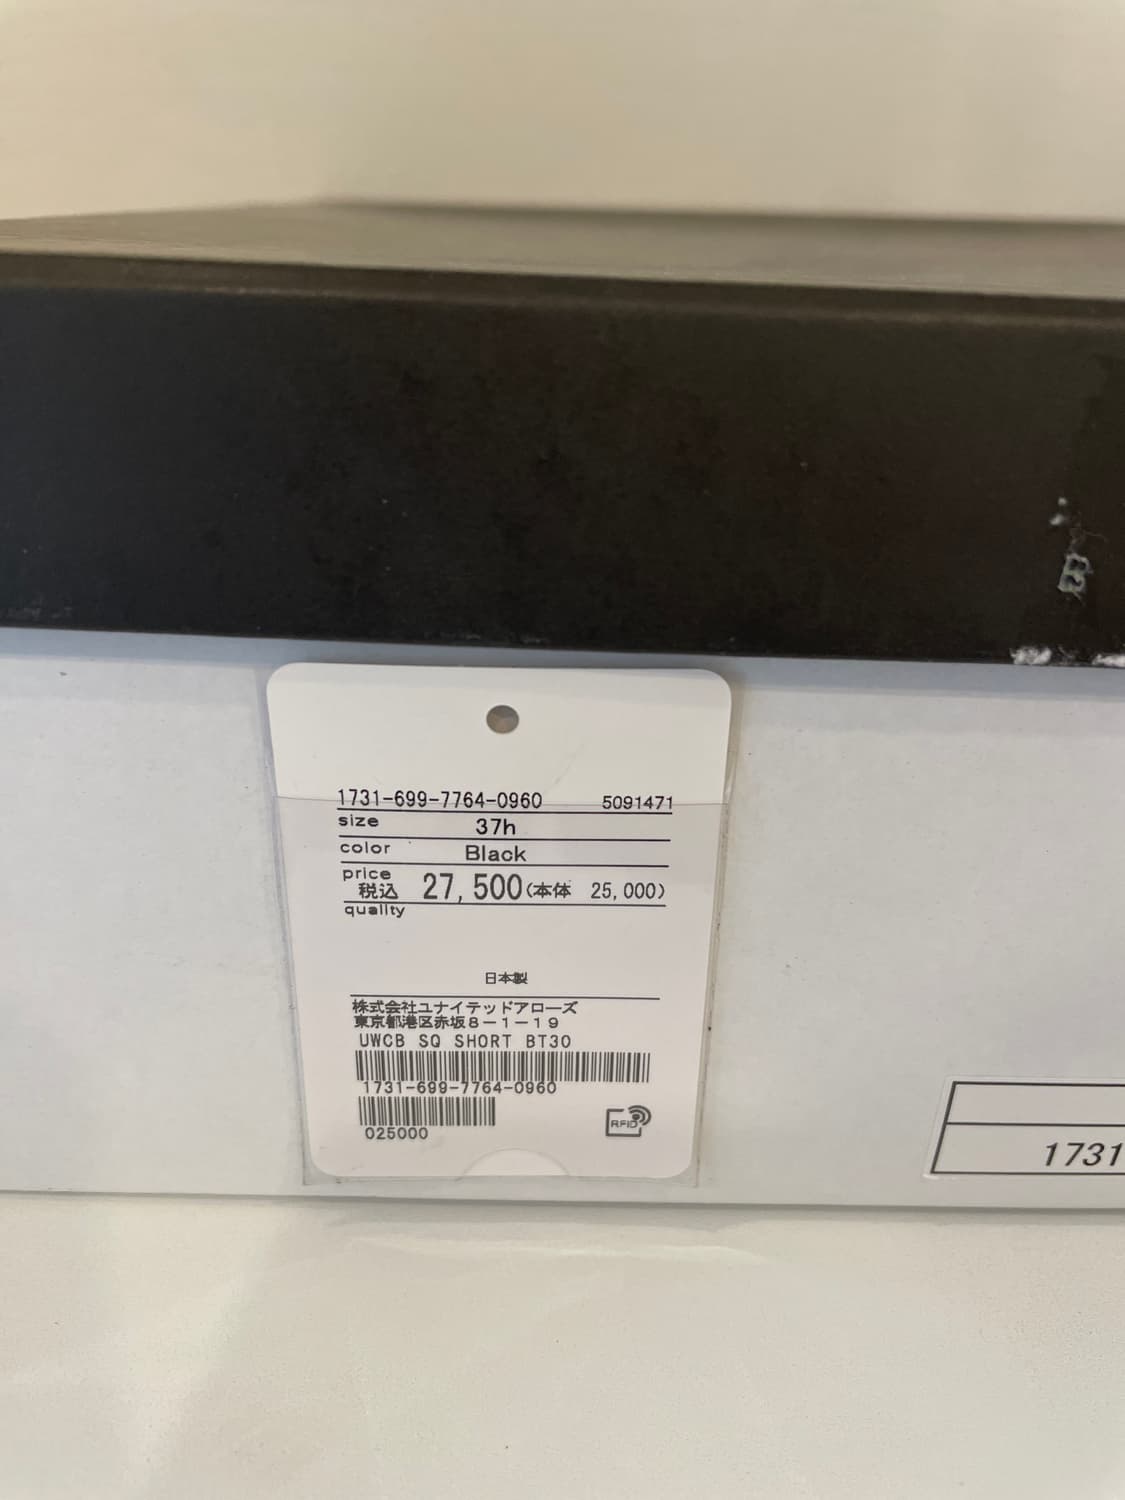 1731-699-7764-0960 5091471
size 37h
color Black
price
税込 27,500(本体 25,000)
quality
日本製
株式会社ユナイテッドアローズ
東京都港区赤坂8-1-19
UWCB SQ SHORT BT30
1731-699-7764-0960
025000
RFID
1731